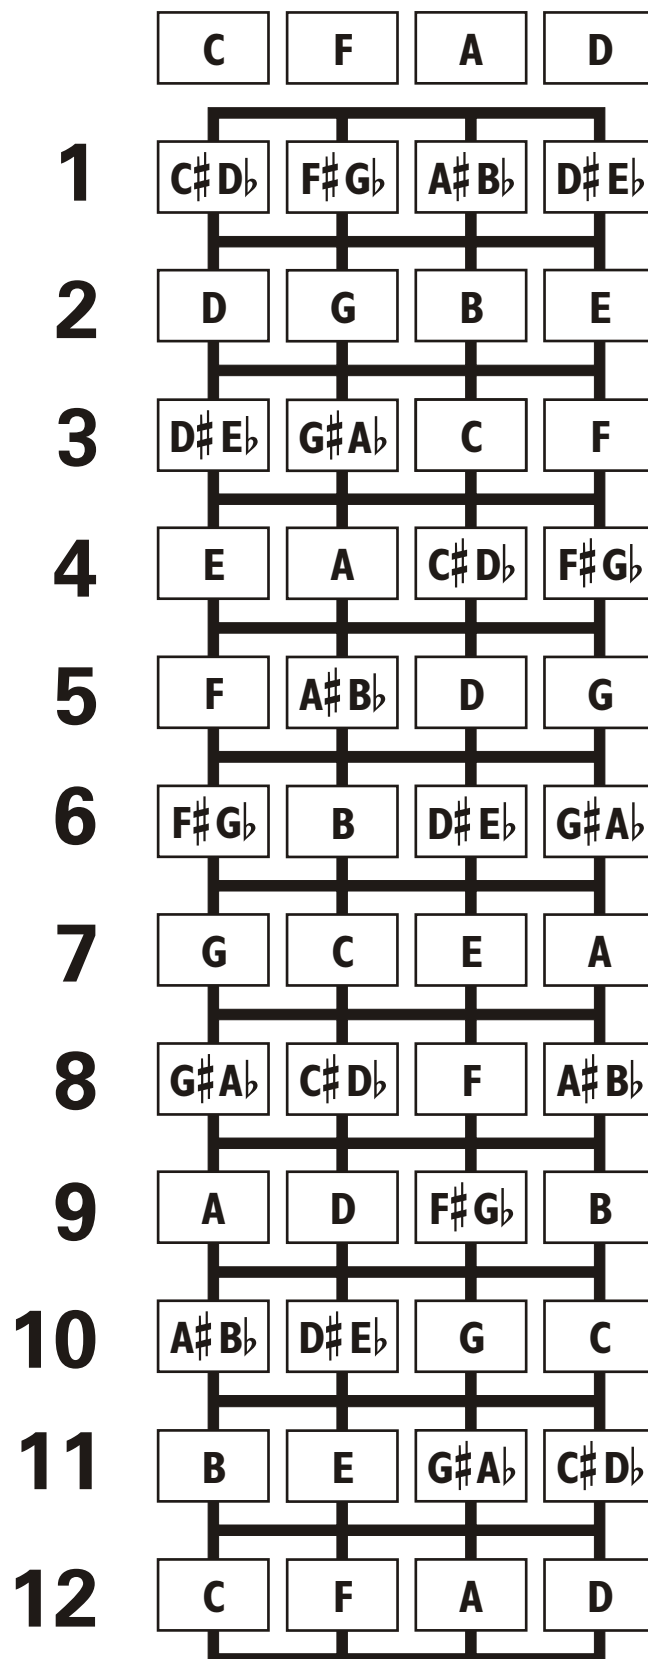 C F A D
1 C♯D♭ F♯G♭ A♯B♭ D♯E♭
2 D G B E
3 D♯E♭ G♯A♭ C F
4 E A C♯D♭ F♯G♭
5 F A♯B♭ D G
6 F♯G♭ B D♯E♭ G♯A♭
7 G C E A
8 G♯A♭ C♯D♭ F A♯B♭
9 A D F♯G♭ B
10 A♯B♭ D♯E♭ G C
11 B E G♯A♭ C♯D♭
12 C F A D